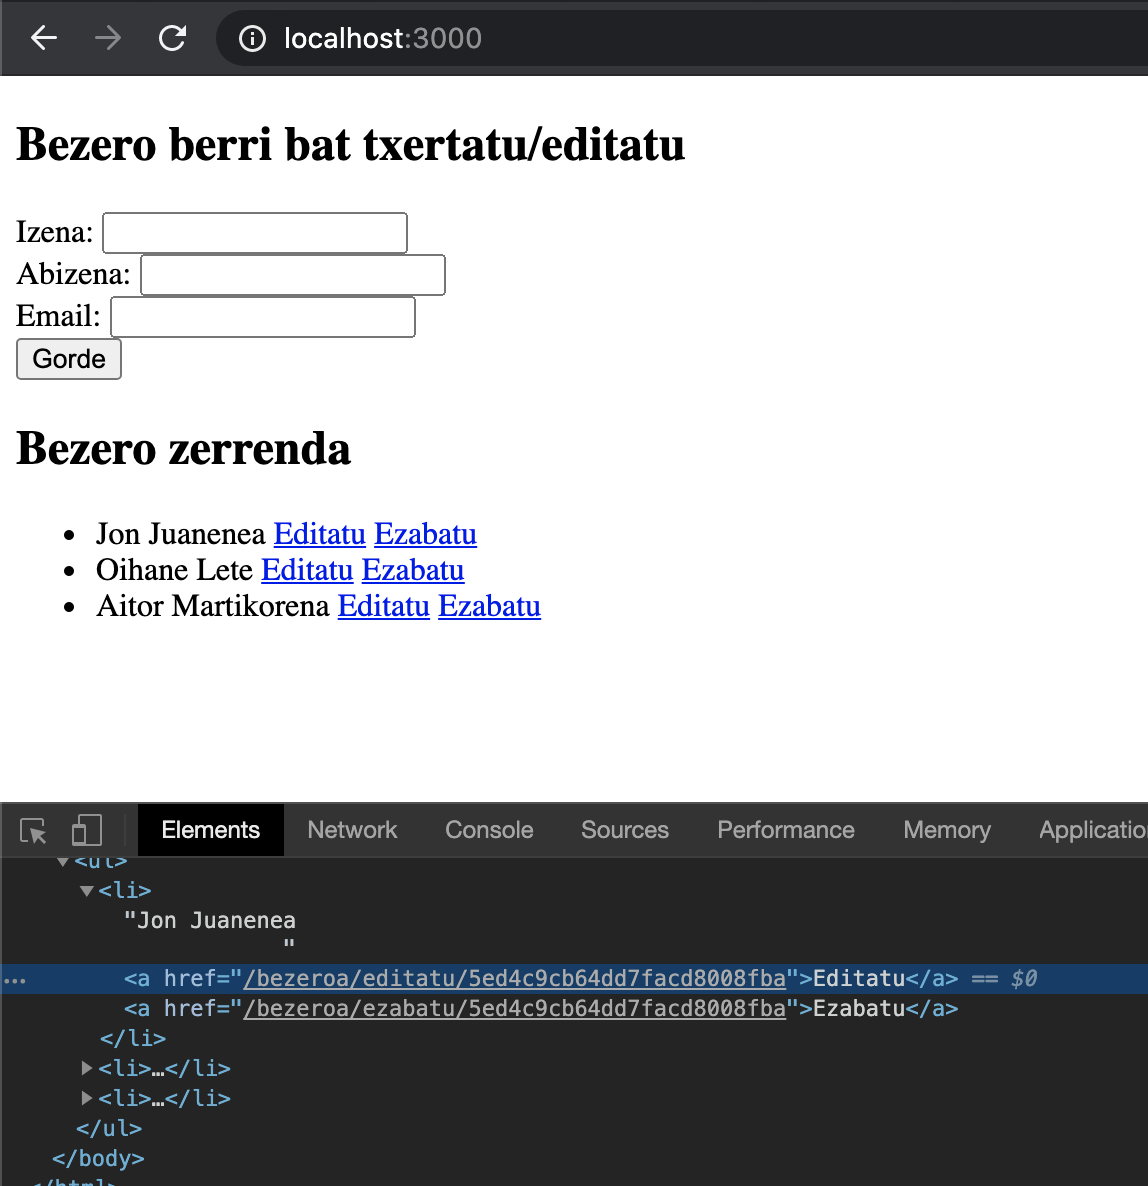 localhost:3000
Bezero berri bat txertatu/editatu
Izena:
Abizena:
Email:
Gorde
Bezero zerrenda
• Jon Juanenea Editatu Ezabatu
• Oihane Lete Editatu Ezabatu
• Aitor Martikorena Editatu Ezabatu
Elements Network Console Sources Performance Memory Applicatio
<ul>
<li>
"Jon Juanenea
"
<a href="/bezeroa/editatu/5ed4c9cb64dd7facd8008fba">Editatu</a> == $0
<a href="/bezeroa/ezabatu/5ed4c9cb64dd7facd8008fba">Ezabatu</a>
</li>
<li>…</li>
<li>…</li>
</ul>
</body>
</html>